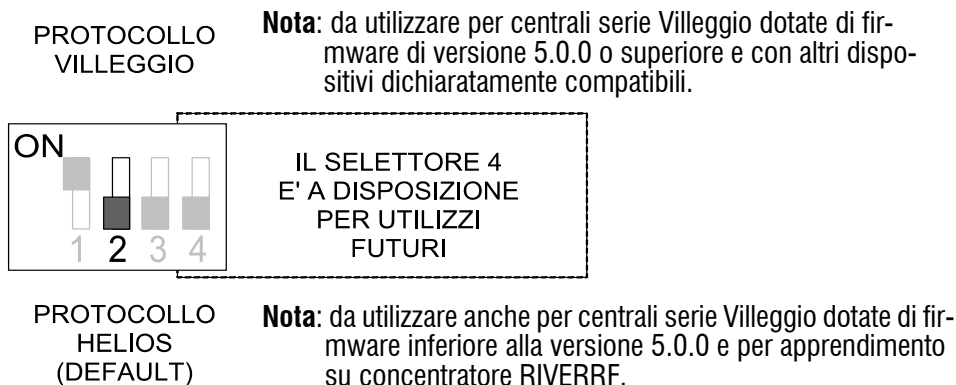 PROTOCOLLO
VILLEGGIO
Nota: da utilizzare per centrali serie Villeggio dotate di fir-
mware di versione 5.0.0 o superiore e con altri dispo-
sitivi dichiaratamente compatibili.
ON
1 2 3 4
IL SELETTORE 4
E' A DISPOSIZIONE
PER UTILIZZI
FUTURI
PROTOCOLLO
HELIOS
(DEFAULT)
Nota: da utilizzare anche per centrali serie Villeggio dotate di fir-
mware inferiore alla versione 5.0.0 e per apprendimento
su concentratore RIVERRF.